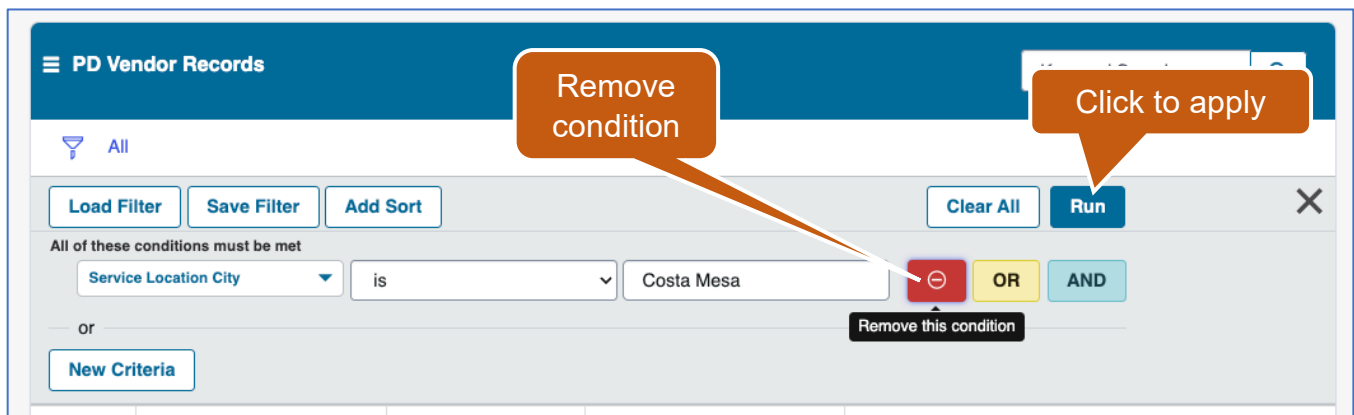 PD Vendor Records
Remove
condition
Click to apply
All
Load Filter
Save Filter
Add Sort
Clear All
Run
All of these conditions must be met
Service Location City
is
Costa Mesa
OR
AND
Remove this condition
or
New Criteria